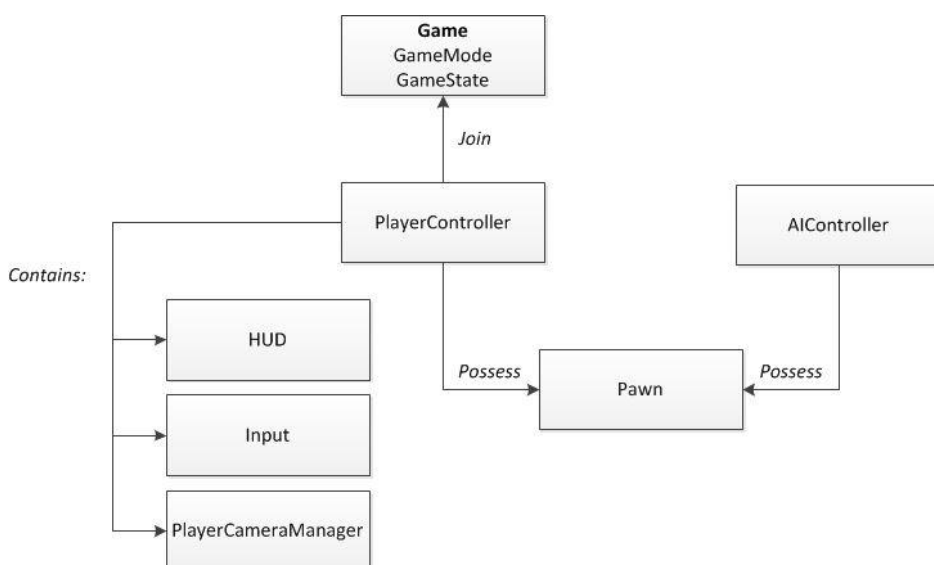 Game
GameMode
GameState
Join
PlayerController
AIController
Contains:
HUD
Possess
Possess
Pawn
Input
PlayerCameraManager